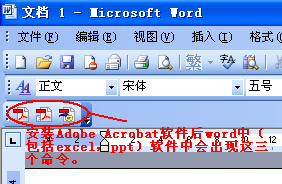 文档 1 - Microsoft Word
文件(F) 编辑(E) 视图(V) 插入(I)
正文 宋体 五号
安装Adobe Acrobat软件后word中（
包括excel、ppt）软件中会出现这三
个命令。